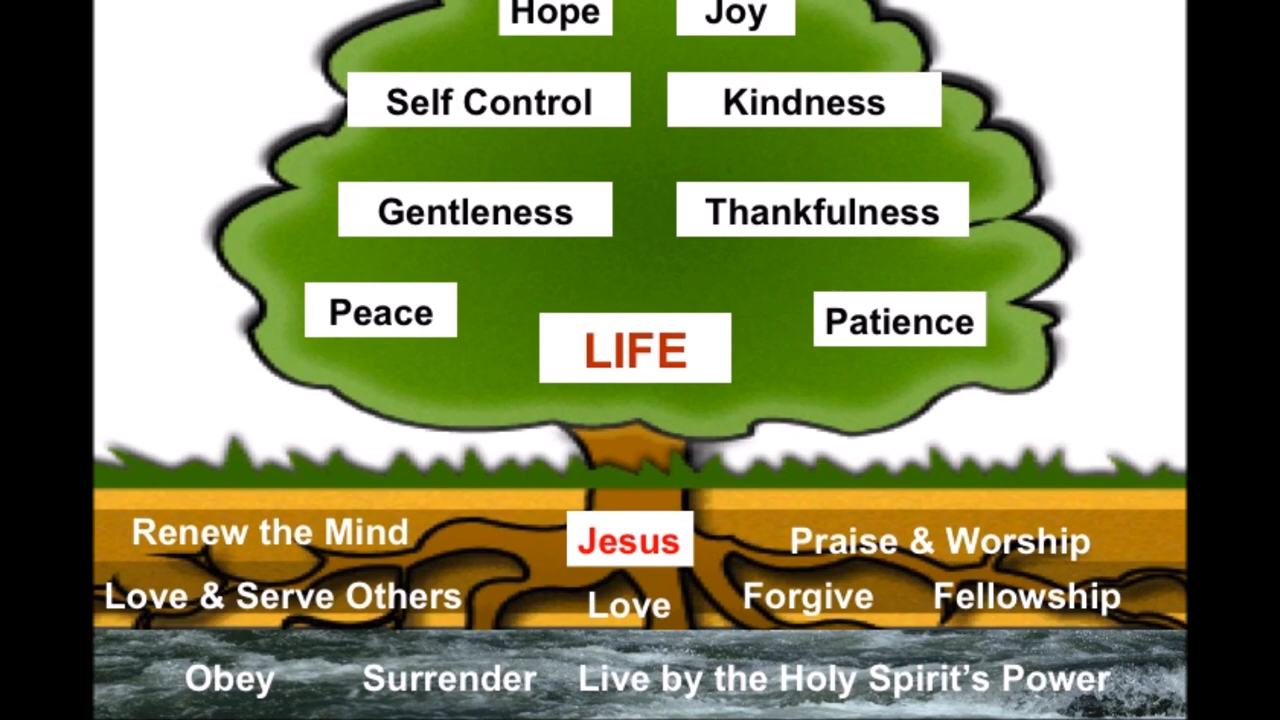 Hope Joy
Self Control Kindness
Gentleness Thankfulness
Peace Patience
LIFE
Renew the Mind Jesus Praise & Worship
Love & Serve Others Love Forgive Fellowship
Obey Surrender Live by the Holy Spirit’s Power